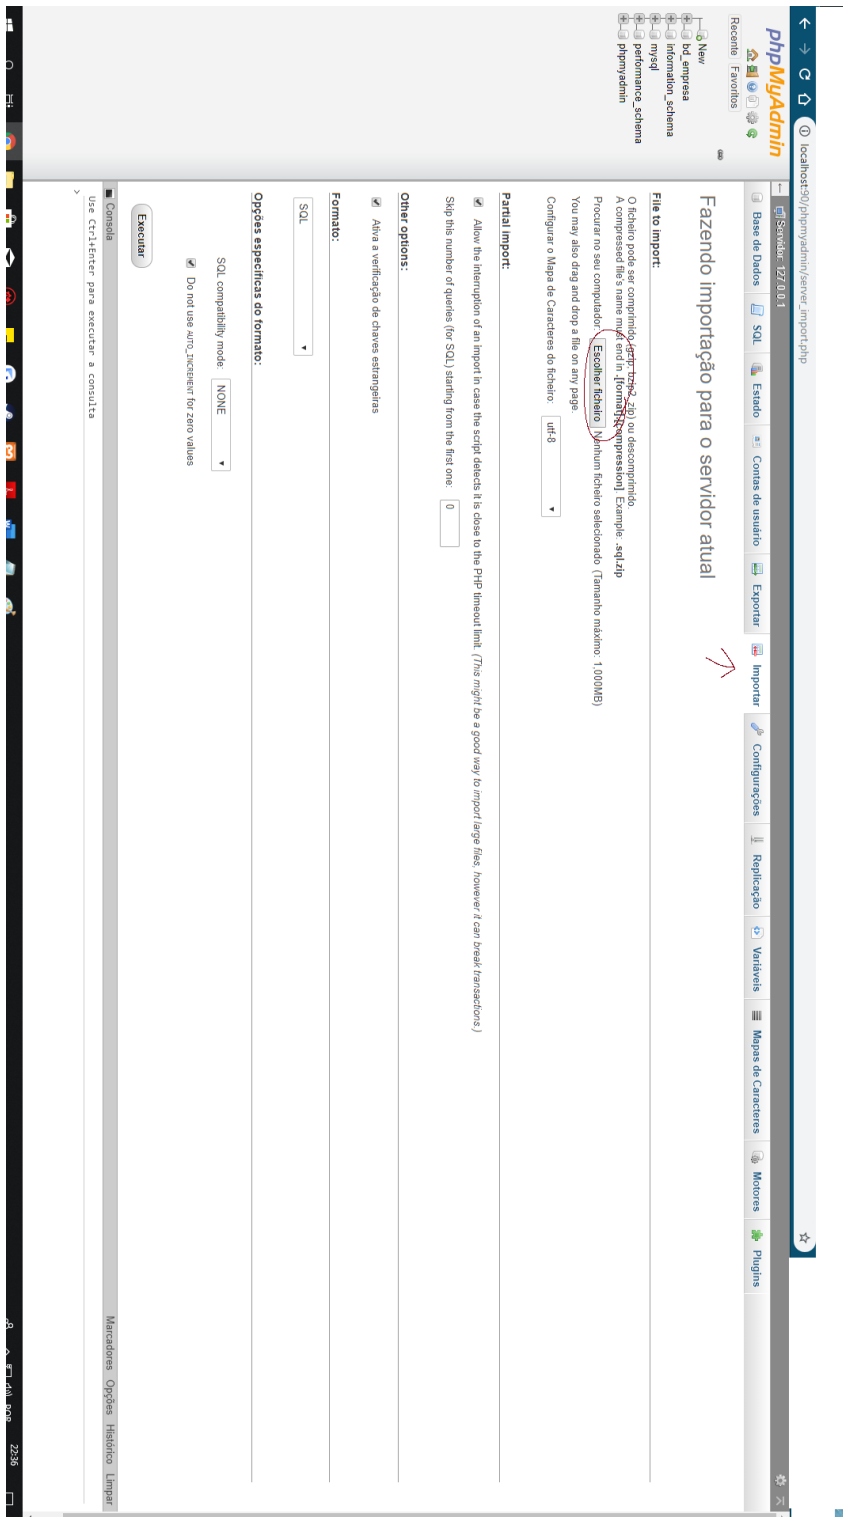 localhost:90/phpmyadmin/server_import.php
phpMyAdmin
Recente Favoritos
New
bd_empresa
information_schema
mysql
performance_schema
phpmyadmin
Servidor: 127.0.0.1
Base de Dados SQL Estado Contas de usuário Exportar Importar Configurações Replicação Variáveis Mapas de Caracteres Motores Plugins
Fazendo importação para o servidor atual
File to import:
O ficheiro pode ser comprimido (gzip, bzip2, zip) ou descomprimido.
A compressed file's name must end in .[format].[compression]. Example: .sql.zip
Procurar no seu computador: Escolher ficheiro Nenhum ficheiro selecionado (Tamanho máximo: 1,000MB)
You may also drag and drop a file on any page.
Configurar o Mapa de Caracteres do ficheiro: utf-8
Partial import:
Allow the interruption of an import in case the script detects it is close to the PHP timeout limit. (This might be a good way to import large files, however it can break transactions.)
Skip this number of queries (for SQL) starting from the first one: 0
Other options:
Ativa a verificação de chaves estrangeiras
Formato:
SQL
Opções específicas do formato:
SQL compatibility mode: NONE
Do not use AUTO_INCREMENT for zero values
Executar
Consola Marcadores Opções Histórico Limpar
Use Ctrl+Enter para executar a consulta
>
POR 22:36